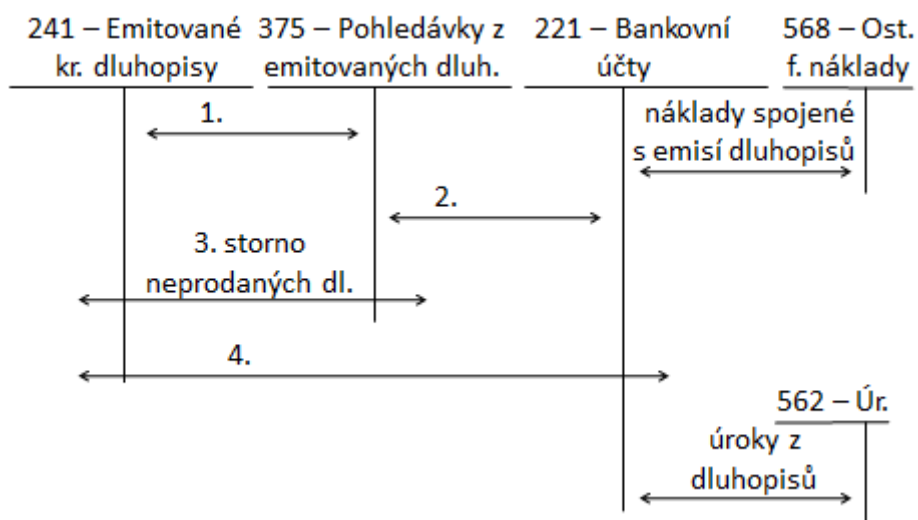 241 – Emitované
kr. dluhopisy
375 – Pohledávky z
emitovaných dluh.
221 – Bankovní
účty
568 – Ost.
f. náklady
1.
náklady spojené
s emisí dluhopisů
2.
3. storno
neprodaných dl.
4.
562 – Úr.
úroky z
dluhopisů